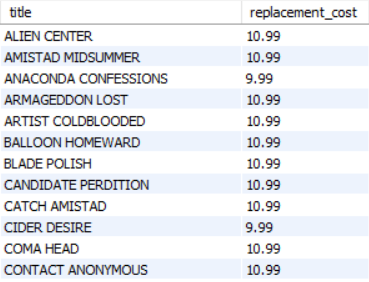 title replacement_cost
ALIEN CENTER 10.99
AMISTAD MIDSUMMER 10.99
ANACONDA CONFESSIONS 9.99
ARMAGEDDON LOST 10.99
ARTIST COLDBLOODED 10.99
BALLOON HOMEWARD 10.99
BLADE POLISH 10.99
CANDIDATE PERDITION 10.99
CATCH AMISTAD 10.99
CIDER DESIRE 9.99
COMA HEAD 10.99
CONTACT ANONYMOUS 10.99